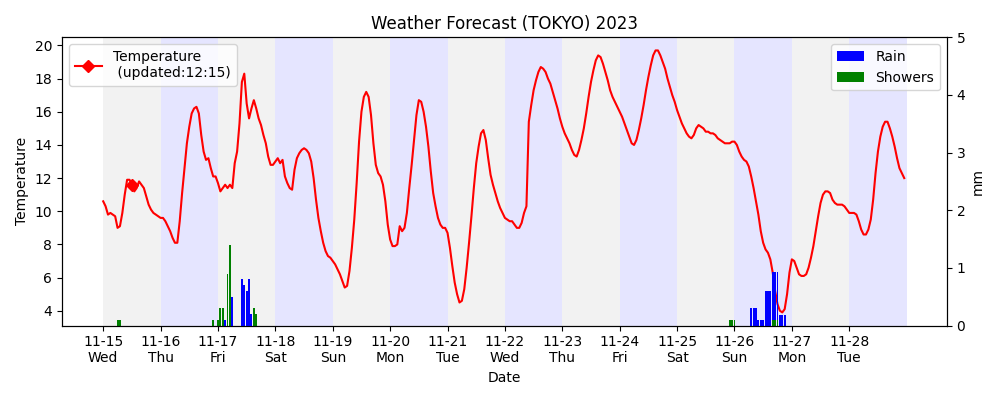 Weather Forecast (TOKYO) 2023
Temperature
(updated:12:15)
Rain
Showers
Temperature
20
18
16
14
12
10
8
6
4
5
4
3
2
1
0
mm
11-15 11-16 11-17 11-18 11-19 11-20 11-21 11-22 11-23 11-24 11-25 11-26 11-27 11-28
Wed Thu Fri Sat Sun Mon Tue Wed Thu Fri Sat Sun Mon Tue
Date